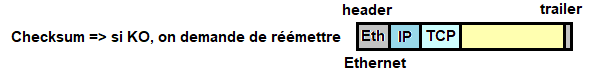 header
trailer
Checksum => si KO, on demande de réémettre
Eth IP TCP
Ethernet